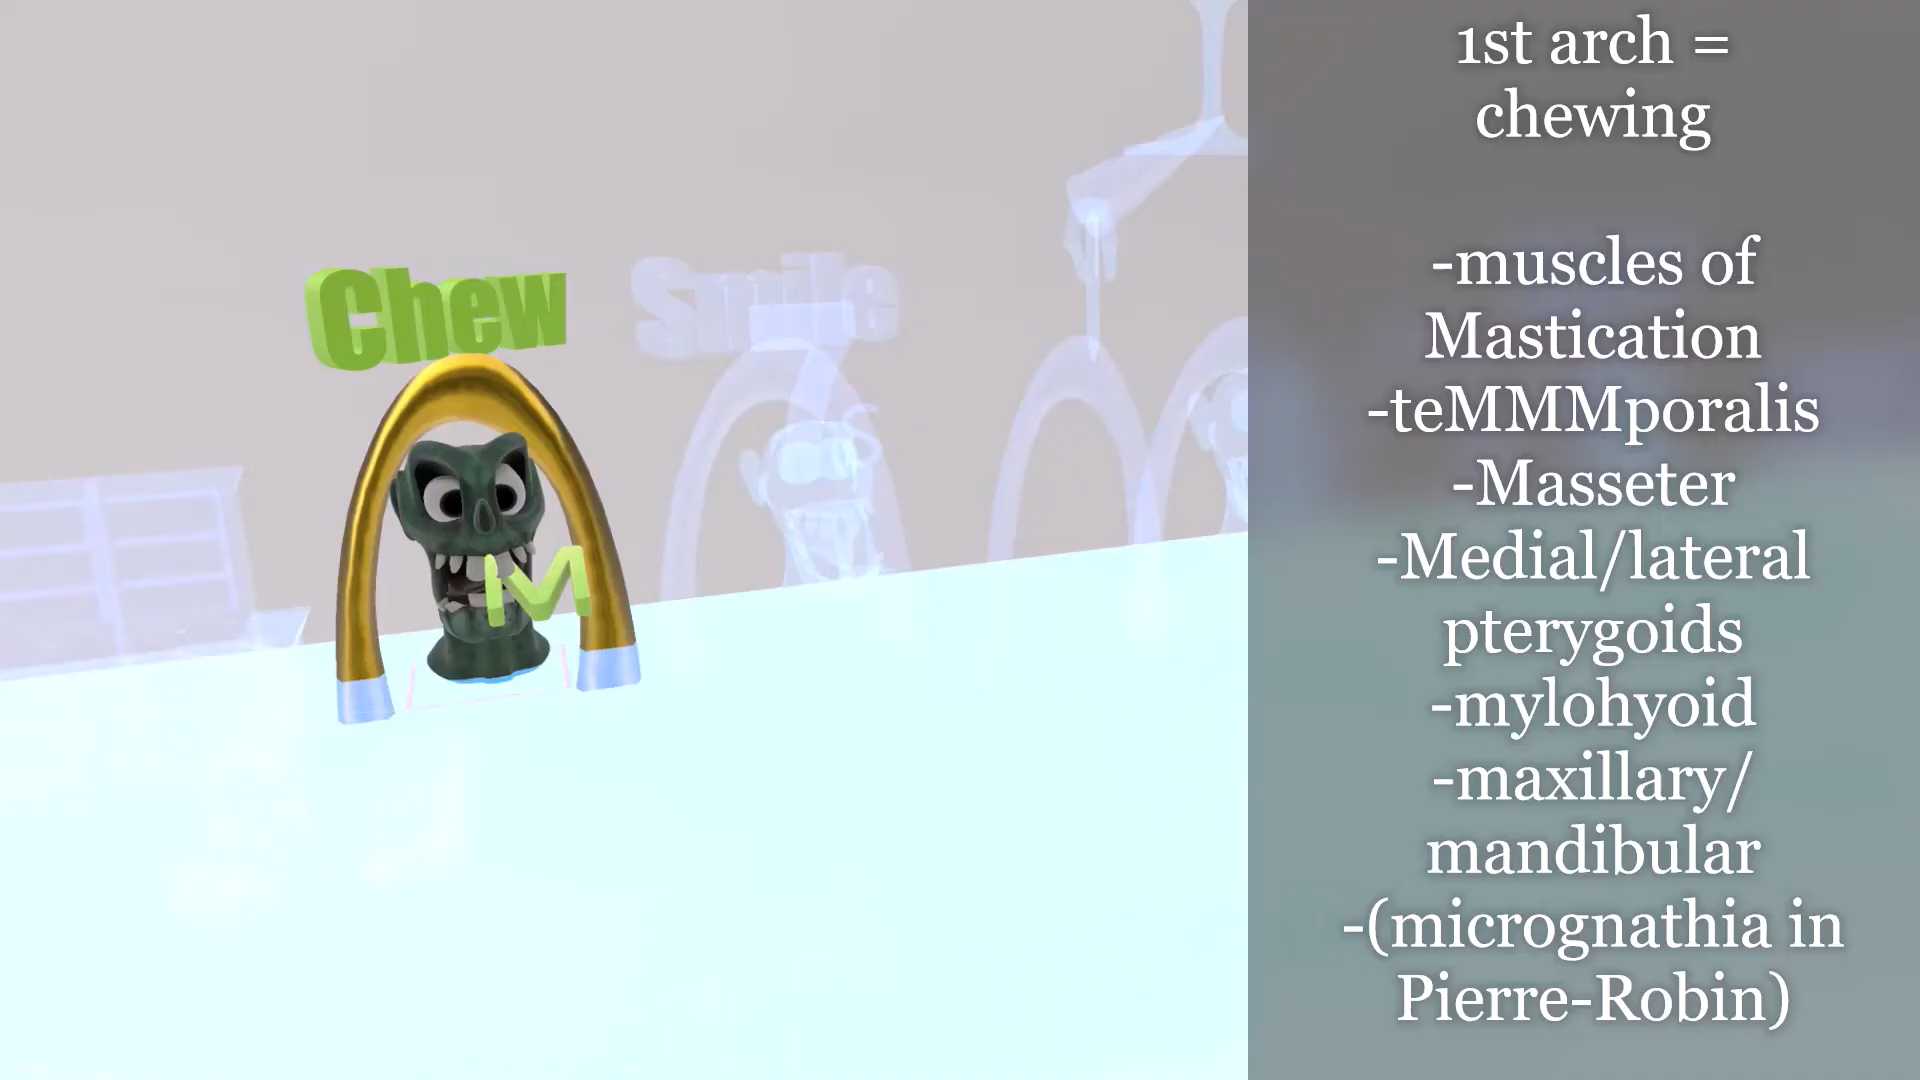 Chew
Smile
M
1st arch =
chewing
-muscles of
Mastication
-teMMMporalis
-Masseter
-Medial/lateral
pterygoids
-mylohyoid
-maxillary/
mandibular
-(micrognathia in
Pierre-Robin)